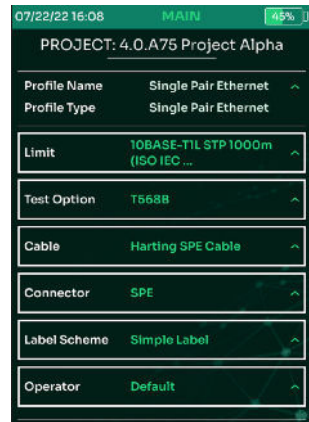 07/22/22 16:08 MAIN 45%
PROJECT: 4.0.A75 Project Alpha
Profile Name Single Pair Ethernet
Profile Type Single Pair Ethernet
Limit 10BASE-T1L STP 1000m
(ISO IEC ...
Test Option T568B
Cable Harting SPE Cable
Connector SPE
Label Scheme Simple Label
Operator Default